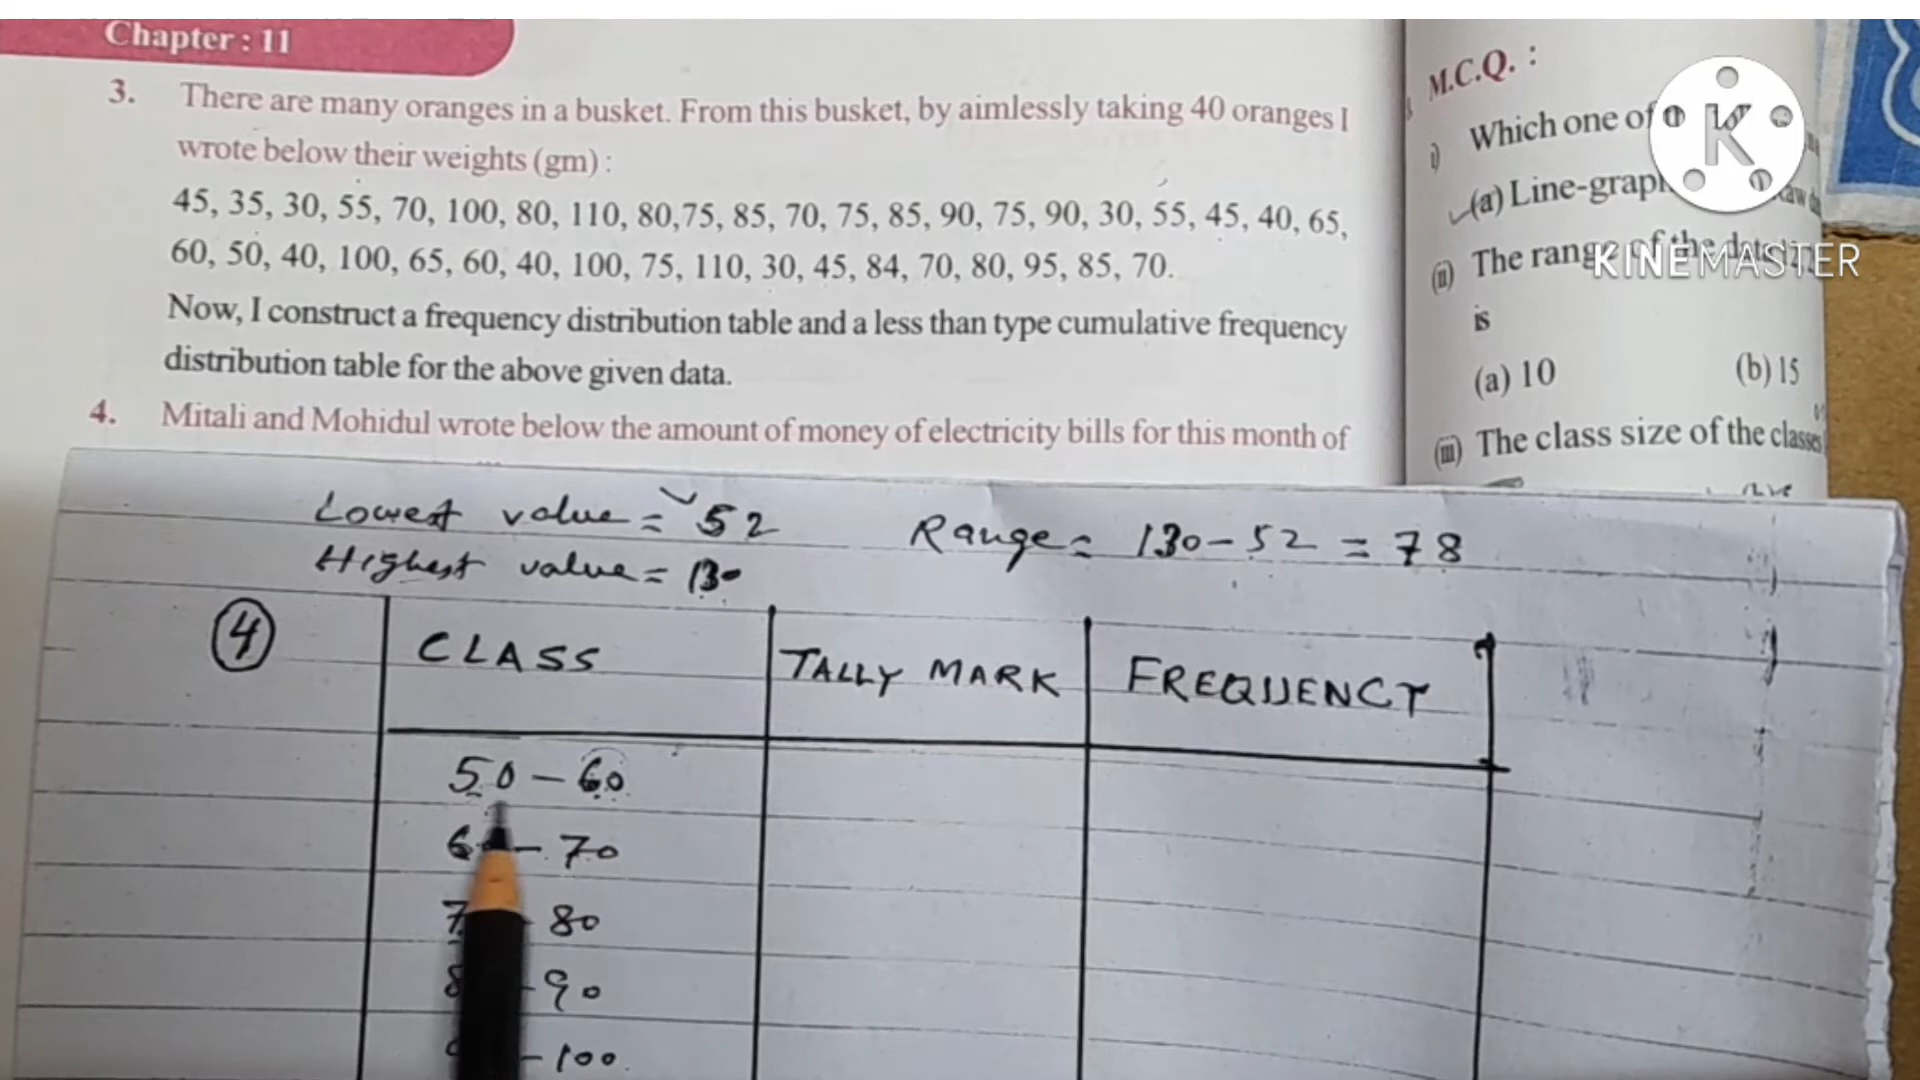 Chapter : 11
3. There are many oranges in a busket. From this busket, by aimlessly taking 40 oranges I
wrote below their weights (gm) :
45, 35, 30, 55, 70, 100, 80, 110, 80,75, 85, 70, 75, 85, 90, 75, 90, 30, 55, 45, 40, 65,
60, 50, 40, 100, 65, 60, 40, 100, 75, 110, 30, 45, 84, 70, 80, 95, 85, 70.
Now, I construct a frequency distribution table and a less than type cumulative frequency
distribution table for the above given data.
4. Mitali and Mohidul wrote below the amount of money of electricity bills for this month of
M.C.Q. :
i) Which one of
(a) Line-graph
(ii) The range of the data
is
(a) 10 (b) 15
(iii) The class size of the classes
K
KINEMASTER
Lowest value = 52 Range = 130 - 52 = 78
Highest value = 130
4 CLASS TALLY MARK FREQUENCY
50 - 60
- 70
80
- 90
- 100